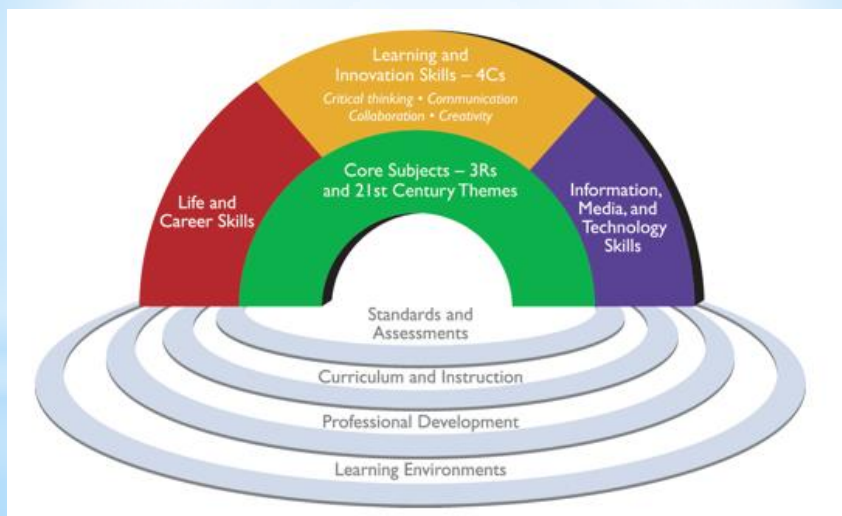 Learning and
Innovation Skills – 4Cs
Critical thinking • Communication
Collaboration • Creativity
Core Subjects – 3Rs
and 21st Century Themes
Life and
Career Skills
Information,
Media, and
Technology
Skills
Standards and
Assessments
Curriculum and Instruction
Professional Development
Learning Environments